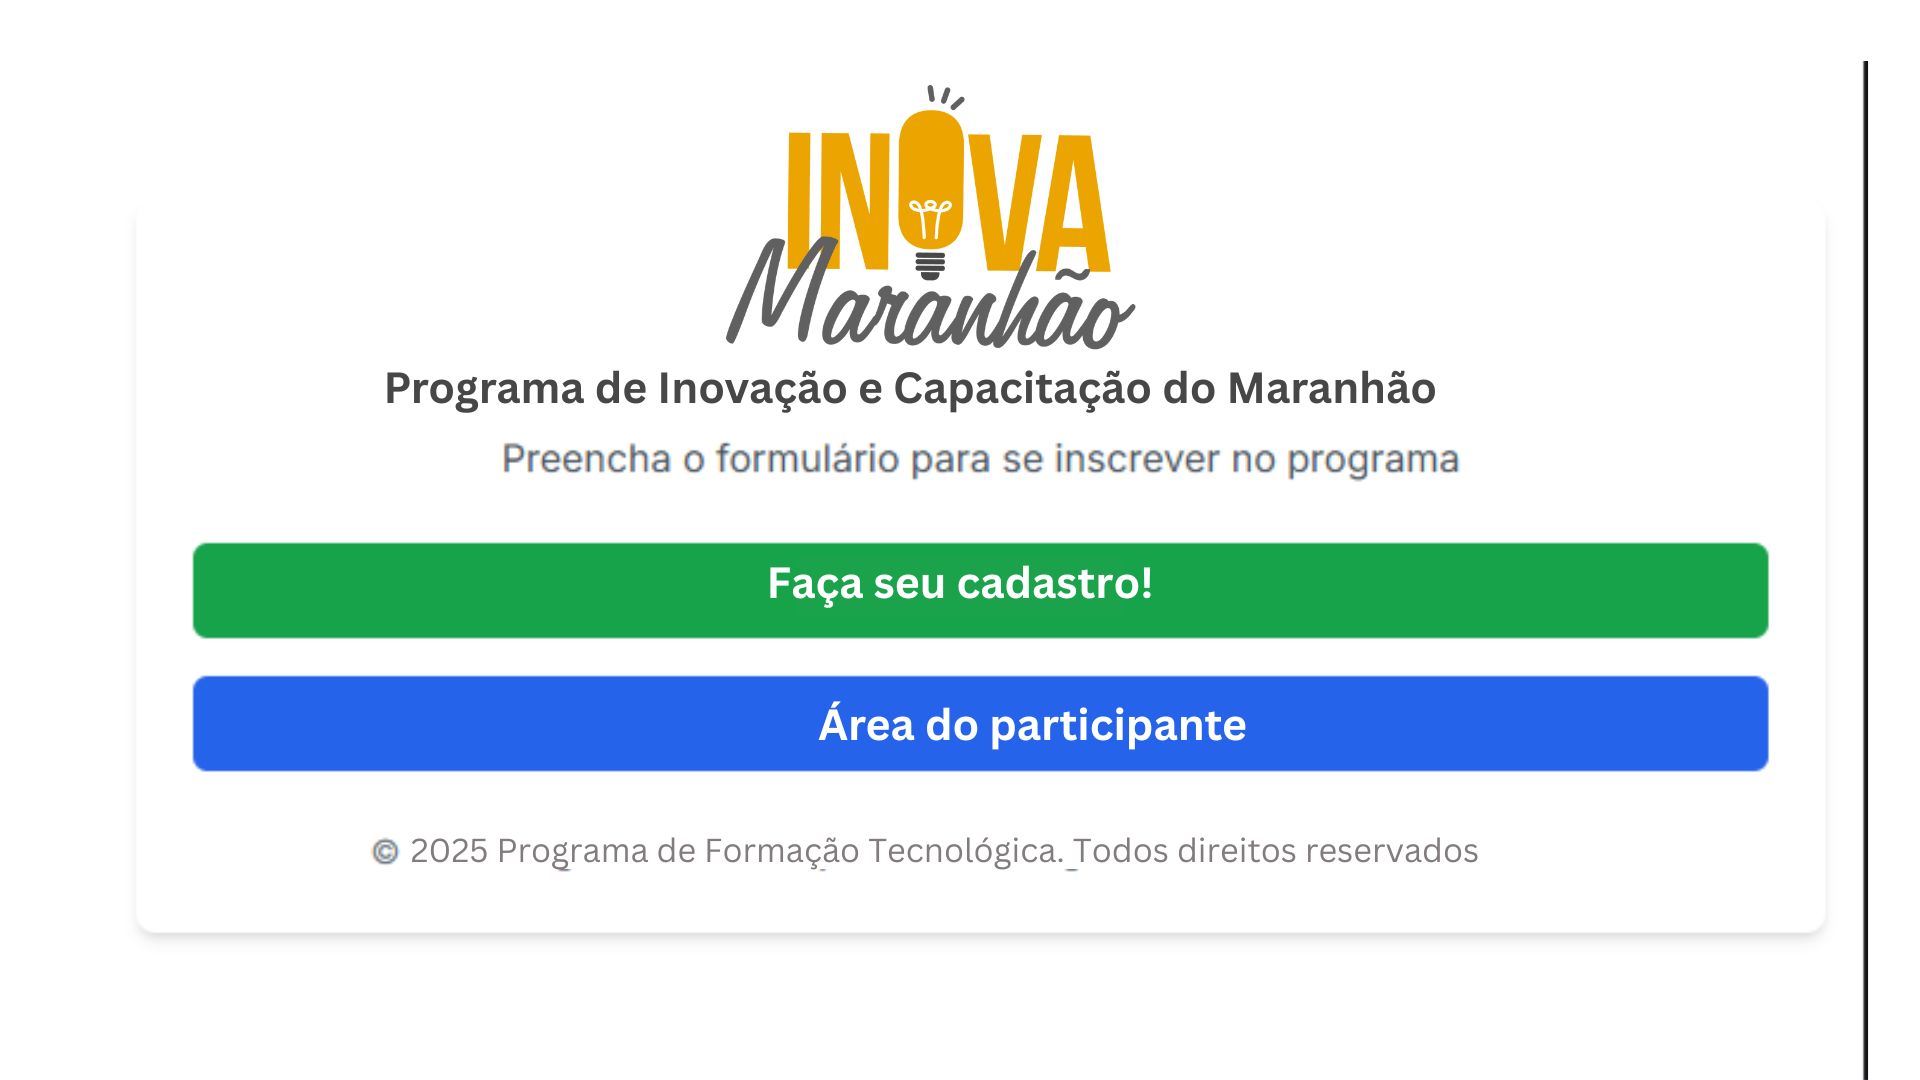 INOVA
Maranhão
Programa de Inovação e Capacitação do Maranhão
Preencha o formulário para se inscrever no programa
Faça seu cadastro!
Área do participante
© 2025 Programa de Formação Tecnológica. Todos direitos reservados